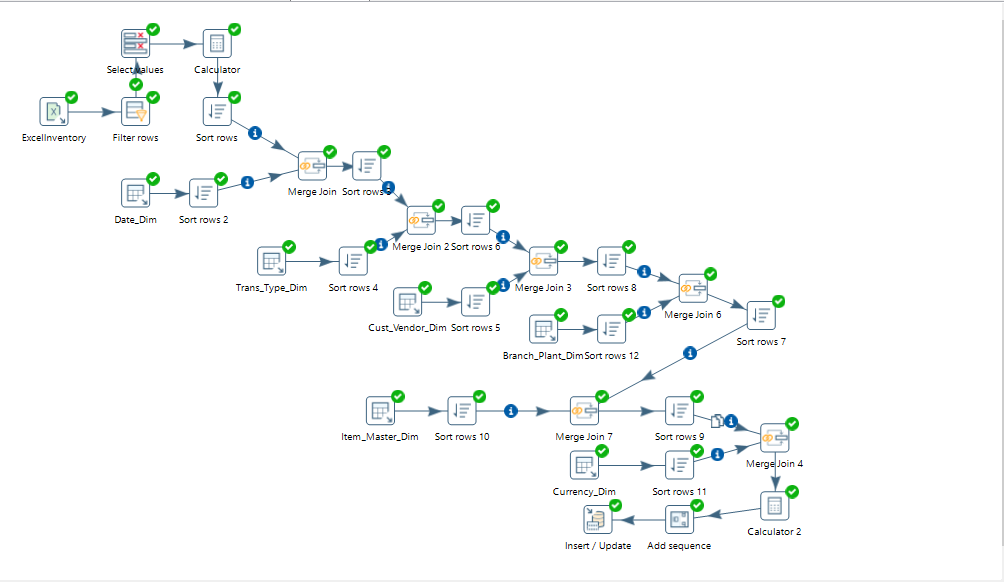 Select values
Calculator
ExcelInventory
Filter rows
Sort rows
Merge Join
Sort rows 3
Date_Dim
Sort rows 2
Merge Join 2
Sort rows 6
Trans_Type_Dim
Sort rows 4
Merge Join 3
Sort rows 8
Cust_Vendor_Dim
Sort rows 5
Merge Join 6
Branch_Plant_Dim
Sort rows 12
Sort rows 7
Item_Master_Dim
Sort rows 10
Merge Join 7
Sort rows 9
Merge Join 4
Currency_Dim
Sort rows 11
Calculator 2
Insert / Update
Add sequence